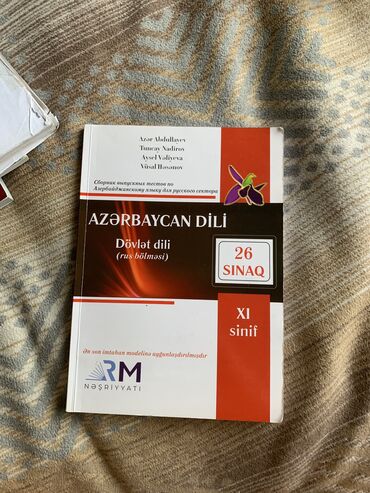 Azər Abdullayev
Tuncay Nadirov
Aysel Vəliyeva
Vüsal Həsənov
Сборник выпускных тестов по
Азербайджанскому языку для русского сектора
AZƏRBAYCAN DİLİ
Dövlət dili
(rus bölməsi)
26
SINAQ
XI
sinif
Ən son imtahan modelinə uyğunlaşdırılmışdır
RM
NƏŞRİYYATI